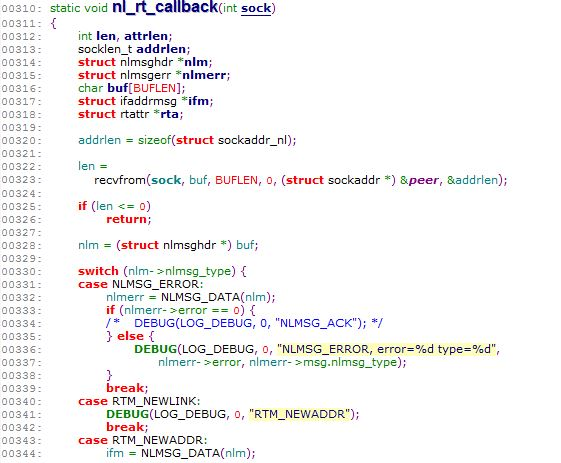 00310: static void nl_rt_callback(int sock)
00311: {
00312:     int len, attrlen;
00313:     socklen_t addrlen;
00314:     struct nlmsghdr *nlm;
00315:     struct nlmsgerr *nlmerr;
00316:     char buf[BUFLEN];
00317:     struct ifaddrmsg *ifm;
00318:     struct rtattr *rta;
00319:
00320:     addrlen = sizeof(struct sockaddr_nl);
00321:
00322:     len =
00323:         recvfrom(sock, buf, BUFLEN, 0, (struct sockaddr *) &peer, &addrlen);
00324:
00325:     if (len <= 0)
00326:         return;
00327:
00328:     nlm = (struct nlmsghdr *) buf;
00329:
00330:     switch (nlm->nlmsg_type) {
00331:     case NLMSG_ERROR:
00332:         nlmerr = NLMSG_DATA(nlm);
00333:         if (nlmerr->error == 0) {
00334:         /*   DEBUG(LOG_DEBUG, 0, "NLMSG_ACK"); */
00335:         } else {
00336:             DEBUG(LOG_DEBUG, 0, "NLMSG_ERROR, error=%d type=%d",
00337:                 nlmerr->error, nlmerr->msg.nlmsg_type);
00338:         }
00339:         break;
00340:     case RTM_NEWLINK:
00341:         DEBUG(LOG_DEBUG, 0, "RTM_NEWADDR");
00342:         break;
00343:     case RTM_NEWADDR:
00344:         ifm = NLMSG_DATA(nlm);